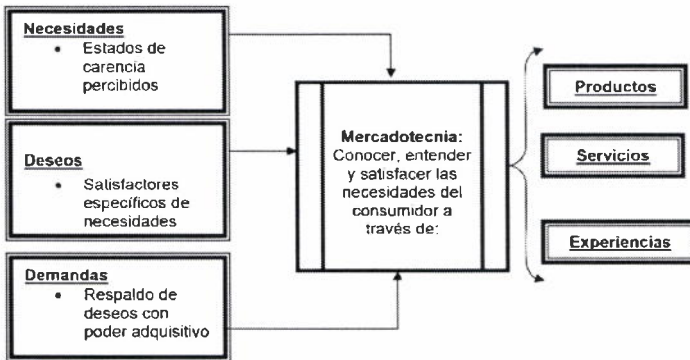 Necesidades
• Estados de
carencia
percibidos
Deseos
• Satisfactores
específicos de
necesidades
Demandas
• Respaldo de
deseos con
poder adquisitivo
Mercadotecnia:
Conocer, entender
y satisfacer las
necesidades del
consumidor a
través de:
Productos
Servicios
Experiencias